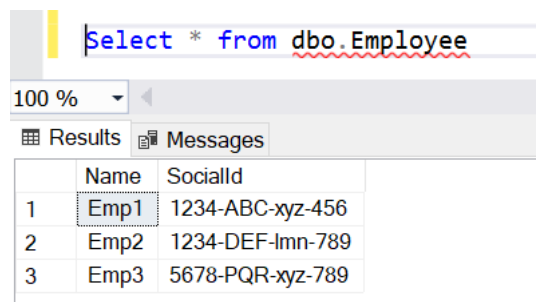 Select * from dbo.Employee
100 %
Results Messages
Name SocialId
1 Emp1 1234-ABC-xyz-456
2 Emp2 1234-DEF-lmn-789
3 Emp3 5678-PQR-xyz-789